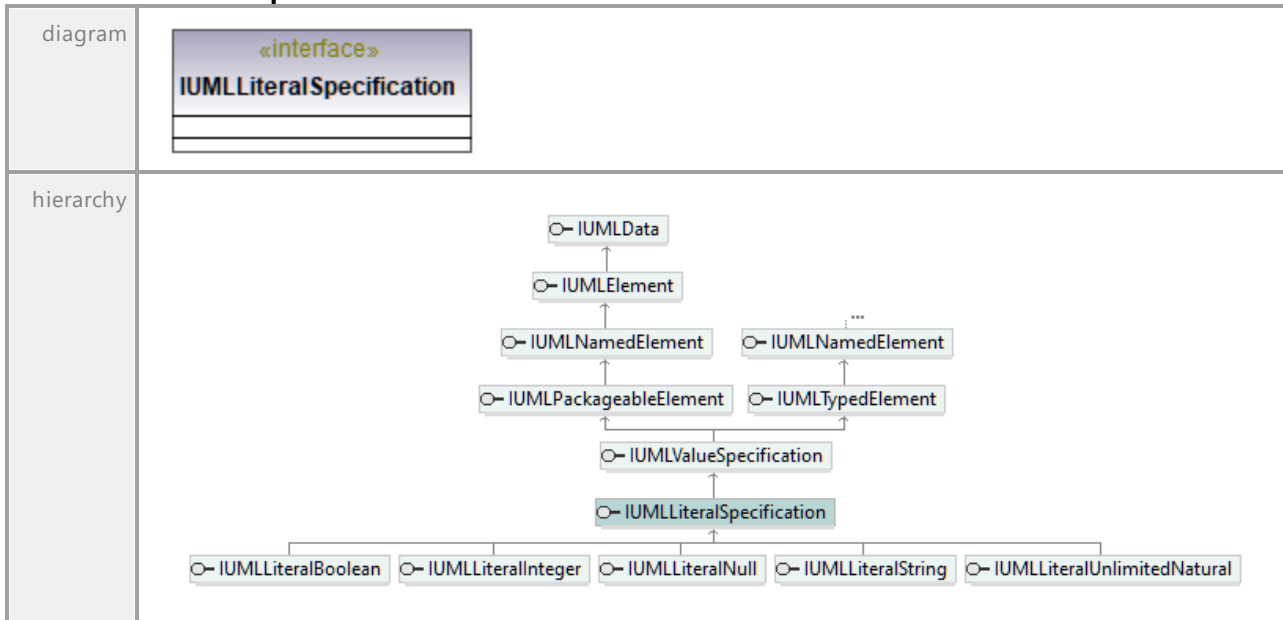 diagram
«interface»
IUMLLiteralSpecification
hierarchy
IUMLData
IUMLElement
...
IUMLNamedElement IUMLNamedElement
IUMLPackageableElement IUMLTypedElement
IUMLValueSpecification
IUMLLiteralSpecification
IUMLLiteralBoolean IUMLLiteralInteger IUMLLiteralNull IUMLLiteralString IUMLLiteralUnlimitedNatural